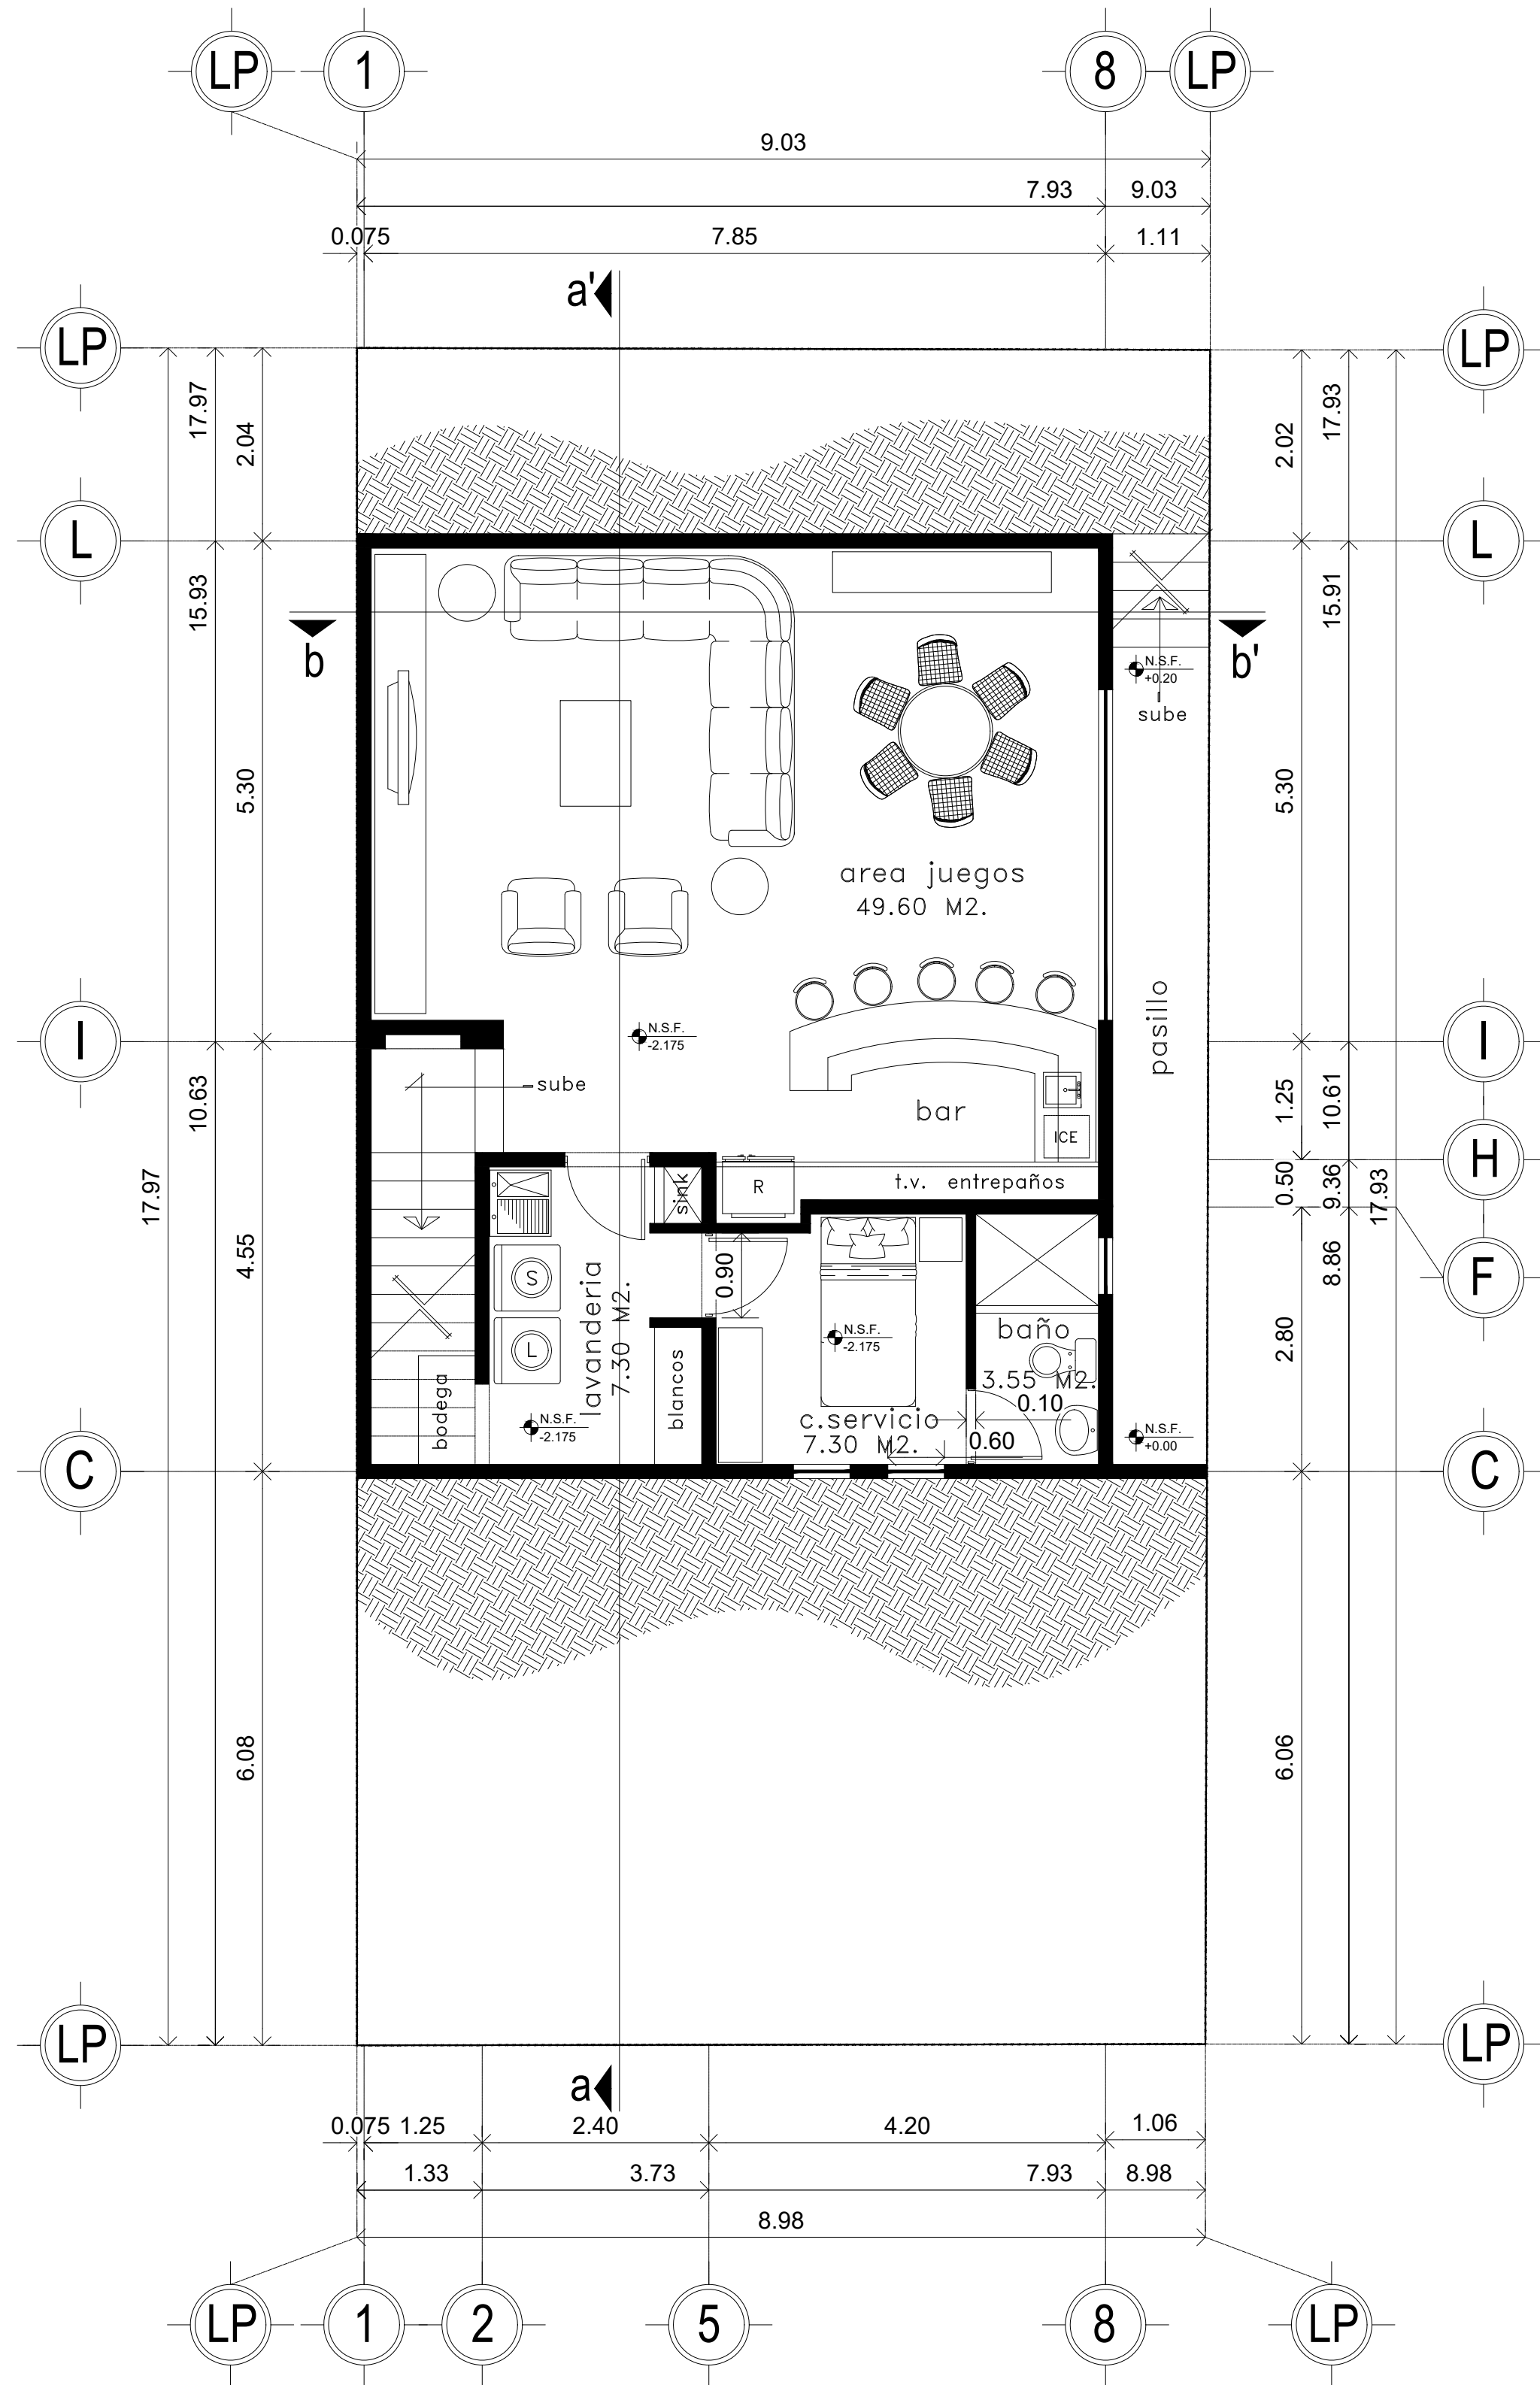 LP
1
8
LP
9.03
7.93
9.03
0.075
7.85
1.11
a'
LP
LP
17.97
2.04
2.02
17.93
L
L
15.93
15.91
b
b'
N.S.F.
+0.20
sube
5.30
5.30
area juegos
49.60 M2.
pasillo
I
I
N.S.F.
-2.175
sube
10.63
1.25
10.61
bar
ICE
H
17.97
sink
R
t.v. entrepaños
0.50
9.36
17.93
4.55
S
lavanderia
7.30 M2.
0.90
8.86
F
L
N.S.F.
-2.175
baño
3.55 M2.
2.80
bodega
blancos
0.10
N.S.F.
-2.175
c.servicio
7.30 M2.
0.60
N.S.F.
+0.00
C
C
6.08
6.06
LP
LP
a
0.075
1.25
2.40
4.20
1.06
1.33
3.73
7.93
8.98
8.98
LP
1
2
5
8
LP